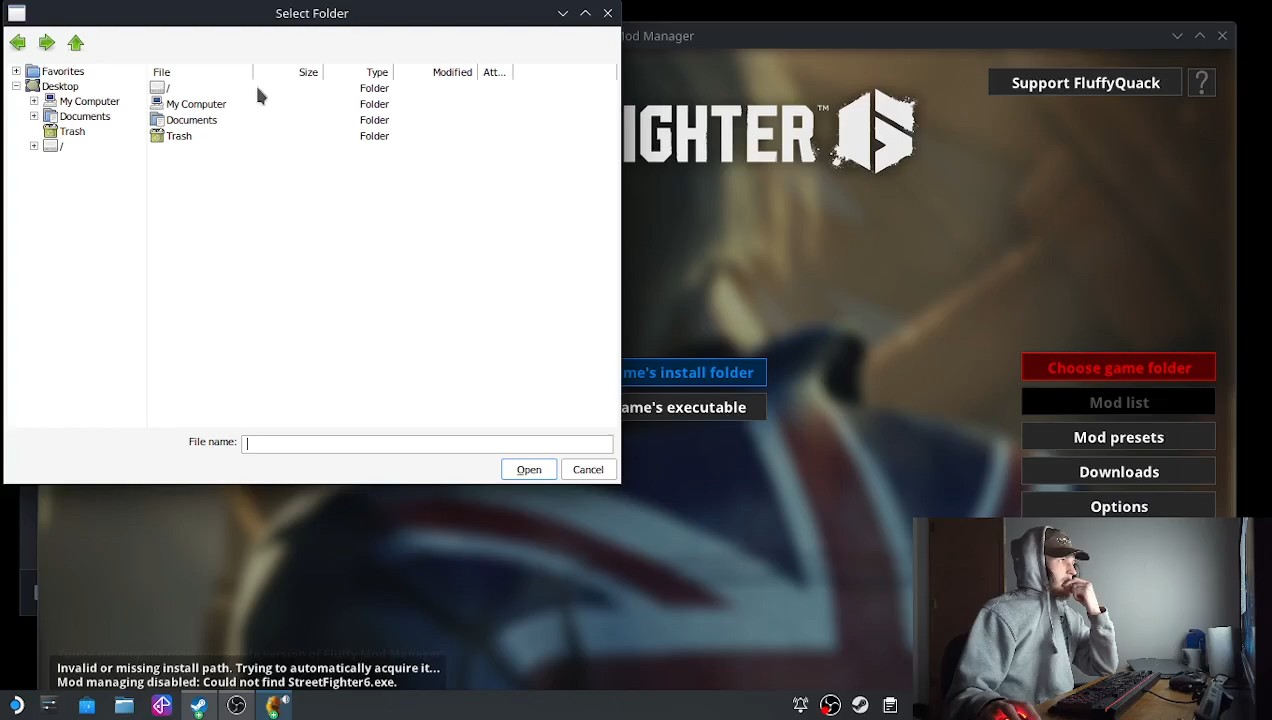 Select Folder
Mod Manager
Favorites
Desktop
My Computer
Documents
Trash
/
File Size Type Modified Att...
/ Folder
My Computer Folder
Documents Folder
Trash Folder
File name:
Open Cancel
Support FluffyQuack ?
IGHTER™ 6
me's install folder
ame's executable
Choose game folder
Mod list
Mod presets
Downloads
Options
Invalid or missing install path. Trying to automatically acquire it...
Mod managing disabled: Could not find StreetFighter6.exe.